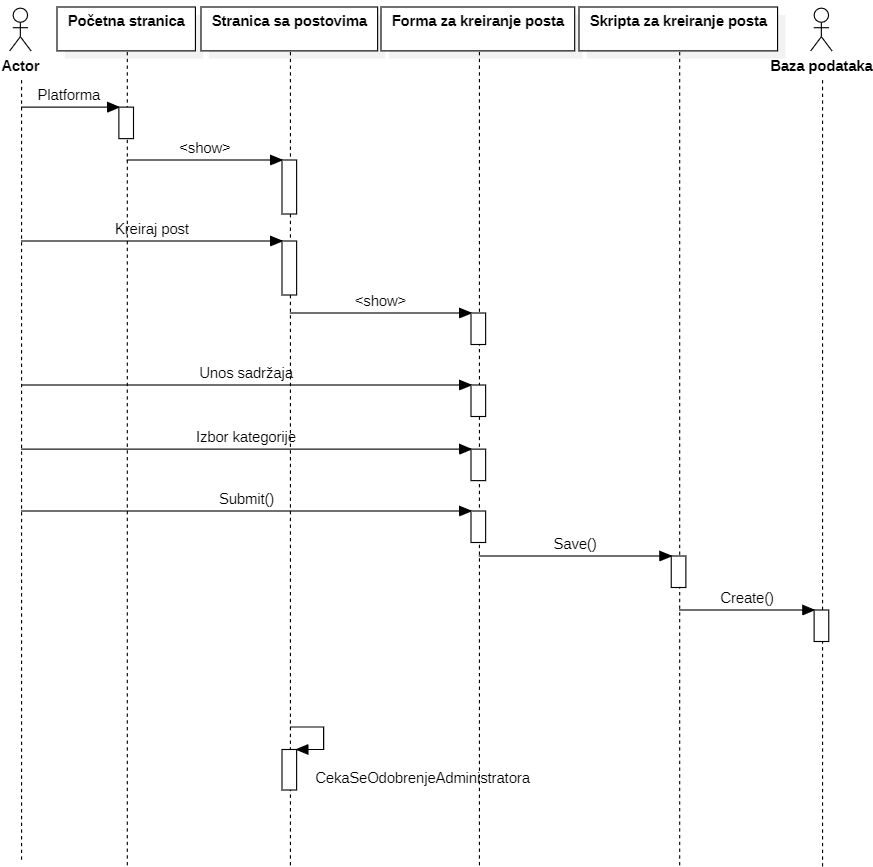 Početna stranica
Stranica sa postovima
Forma za kreiranje posta
Skripta za kreiranje posta
Actor
Baza podataka
Platforma
<show>
Kreiraj post
<show>
Unos sadržaja
Izbor kategorije
Submit()
Save()
Create()
CekaSeOdobrenjeAdministratora